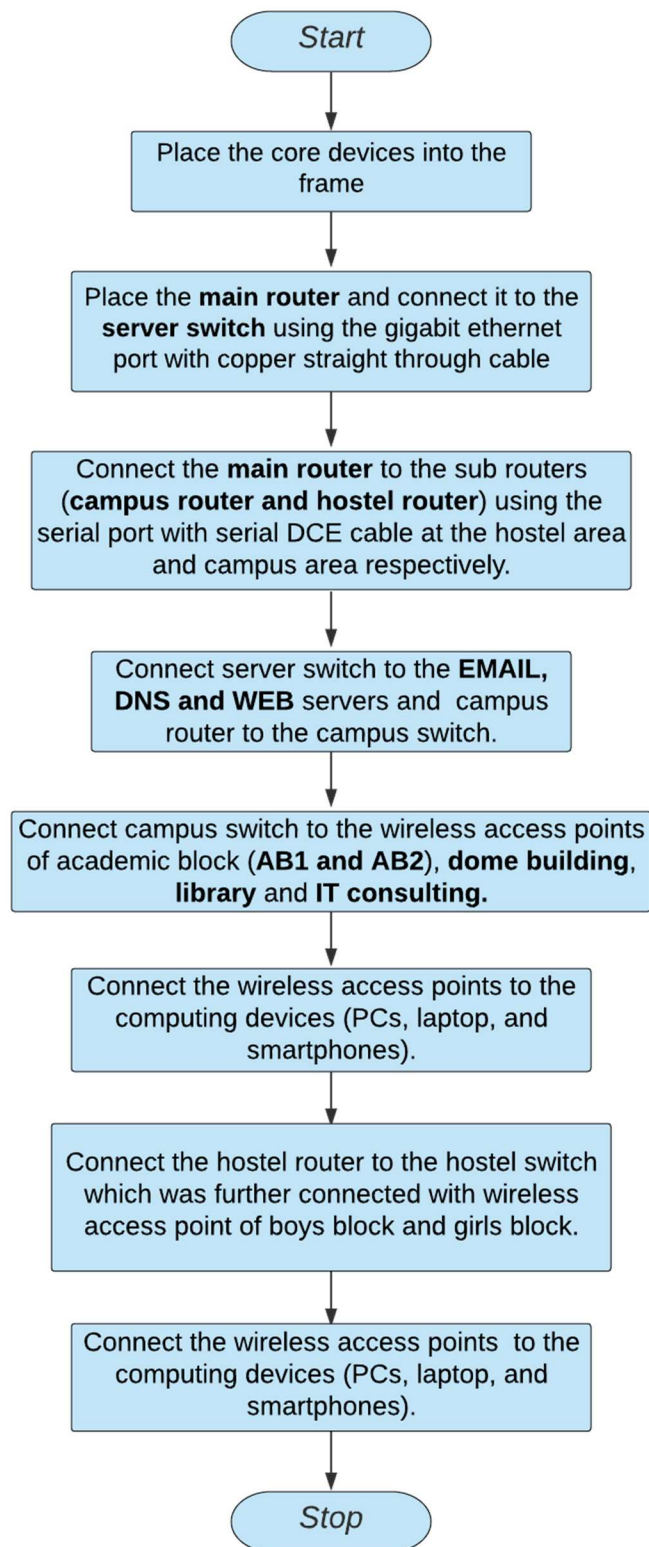 Start
Place the core devices into the
frame
Place the main router and connect it to the
server switch using the gigabit ethernet
port with copper straight through cable
Connect the main router to the sub routers
(campus router and hostel router) using the
serial port with serial DCE cable at the hostel area
and campus area respectively.
Connect server switch to the EMAIL,
DNS and WEB servers and campus
router to the campus switch.
Connect campus switch to the wireless access points
of academic block (AB1 and AB2), dome building,
library and IT consulting.
Connect the wireless access points to the
computing devices (PCs, laptop, and
smartphones).
Connect the hostel router to the hostel switch
which was further connected with wireless
access point of boys block and girls block.
Connect the wireless access points to the
computing devices (PCs, laptop, and
smartphones).
Stop